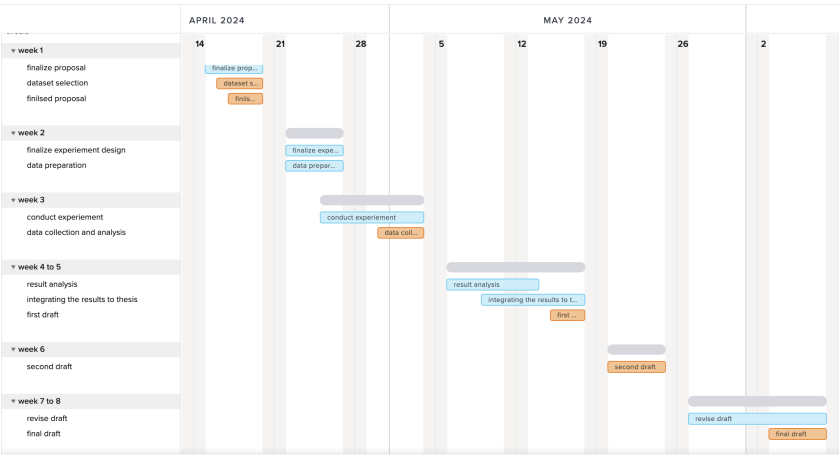 APRIL 2024 MAY 2024
14 21 28 5 12 19 26 2
▼ week 1
finalize proposal finalize prop...
dataset selection dataset s...
finilsed proposal finils...
▼ week 2
finalize experiement design finalize expe...
data preparation data prepar...
▼ week 3
conduct experiement conduct experiement
data collection and analysis data coll...
▼ week 4 to 5
result analysis result analysis
integrating the results to thesis integrating the results to t...
first draft first ...
▼ week 6
second draft second draft
▼ week 7 to 8
revise draft revise draft
final draft final draft